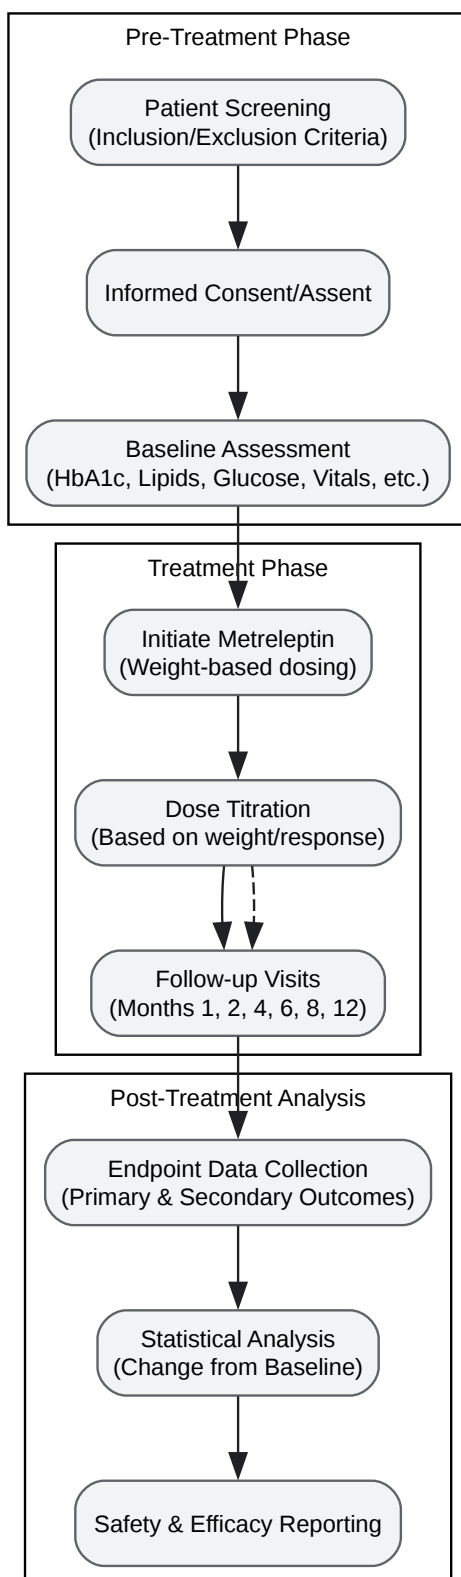 Pre-Treatment Phase
Patient Screening
(Inclusion/Exclusion Criteria)
Informed Consent/Assent
Baseline Assessment
(HbA1c, Lipids, Glucose, Vitals, etc.)
Treatment Phase
Initiate Metreleptin
(Weight-based dosing)
Dose Titration
(Based on weight/response)
Follow-up Visits
(Months 1, 2, 4, 6, 8, 12)
Post-Treatment Analysis
Endpoint Data Collection
(Primary & Secondary Outcomes)
Statistical Analysis
(Change from Baseline)
Safety & Efficacy Reporting